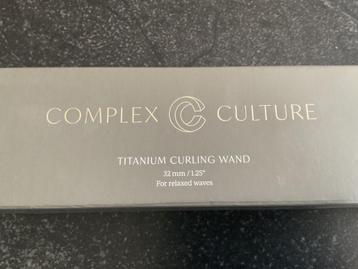 COMPLEX CULTURE
TITANIUM CURLING WAND
32 mm / 1.25"
For relaxed waves